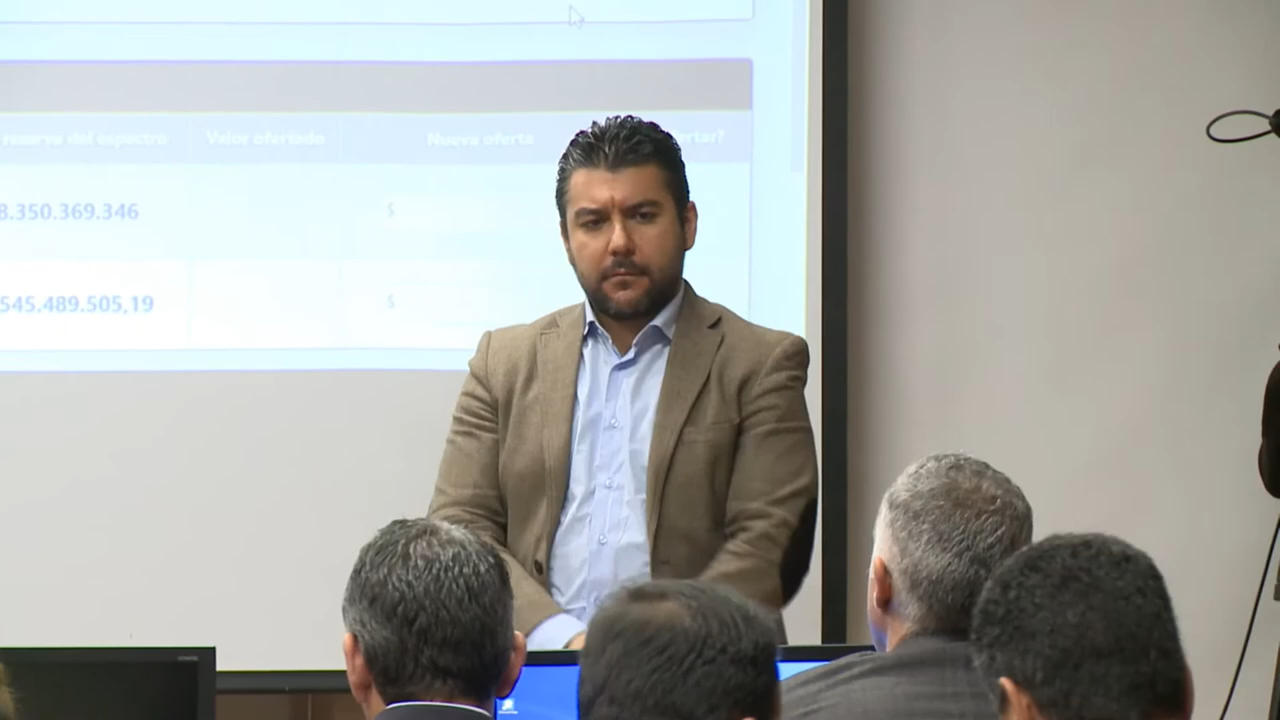 reserva del espectro Valor ofertado Nueva oferta ertar?
8.350.369.346 $
545.489.505,19 $